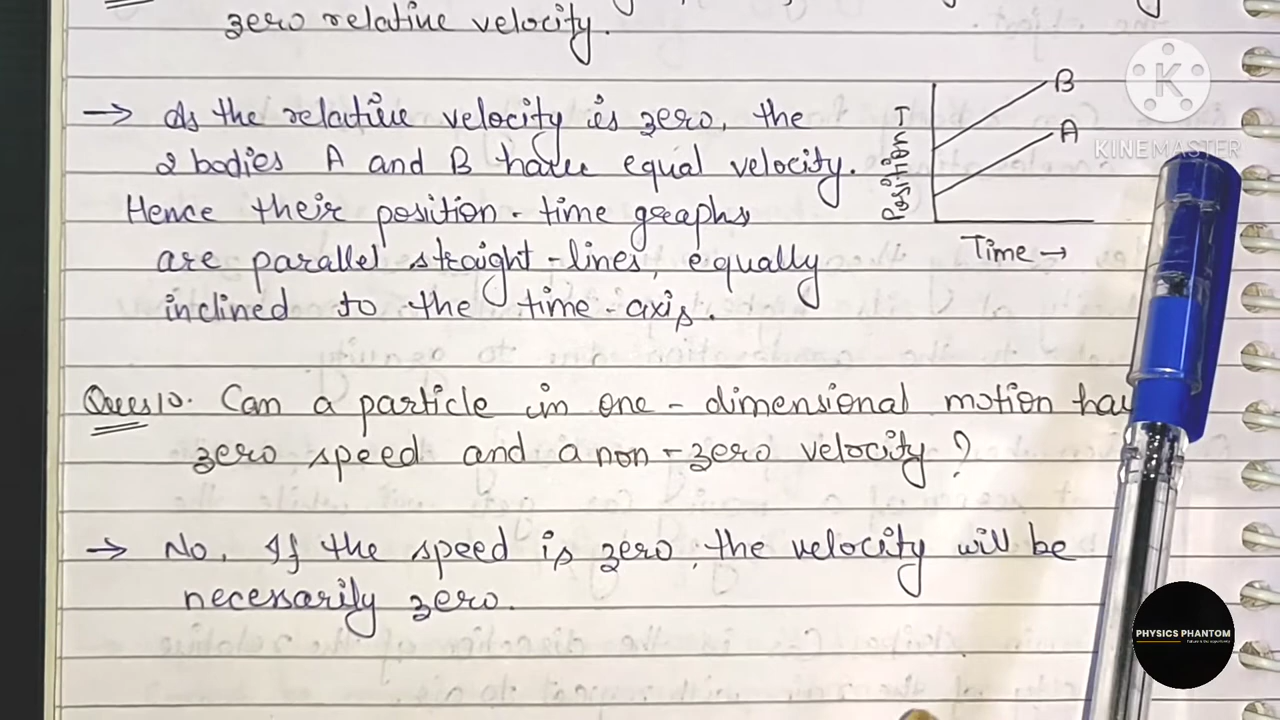 zero relative velocity.
→ As the relative velocity is zero, the
2 bodies A and B have equal velocity.
Hence their position - time graphs
are parallel straight - lines, equally
inclined to the time - axis.
B
A
Position →
Time →
K
KINEMASTER
Ques 10. Can a particle in one - dimensional motion hav
zero speed and a non - zero velocity ?
→ No, If the speed is zero, the velocity will be
necessarily zero.
PHYSICS PHANTOM